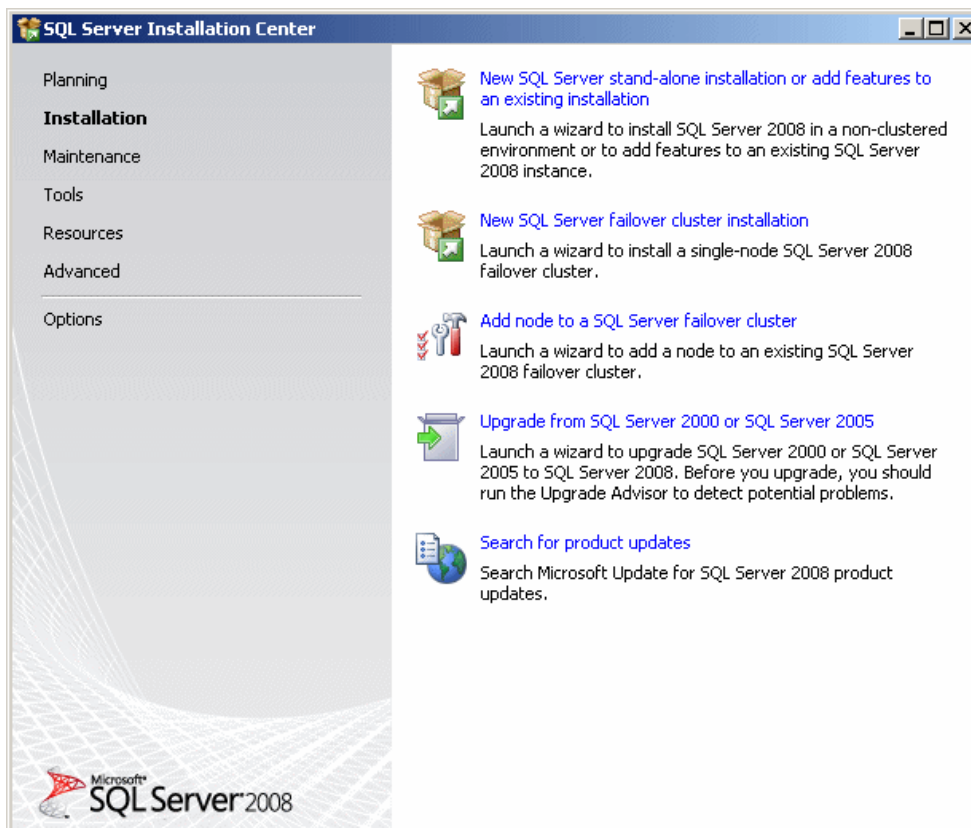 SQL Server Installation Center
Planning
Installation
Maintenance
Tools
Resources
Advanced
Options
New SQL Server stand-alone installation or add features to
an existing installation
Launch a wizard to install SQL Server 2008 in a non-clustered
environment or to add features to an existing SQL Server
2008 instance.
New SQL Server failover cluster installation
Launch a wizard to install a single-node SQL Server 2008
failover cluster.
Add node to a SQL Server failover cluster
Launch a wizard to add a node to an existing SQL Server
2008 failover cluster.
Upgrade from SQL Server 2000 or SQL Server 2005
Launch a wizard to upgrade SQL Server 2000 or SQL Server
2005 to SQL Server 2008. Before you upgrade, you should
run the Upgrade Advisor to detect potential problems.
Search for product updates
Search Microsoft Update for SQL Server 2008 product
updates.
Microsoft®
SQL Server 2008